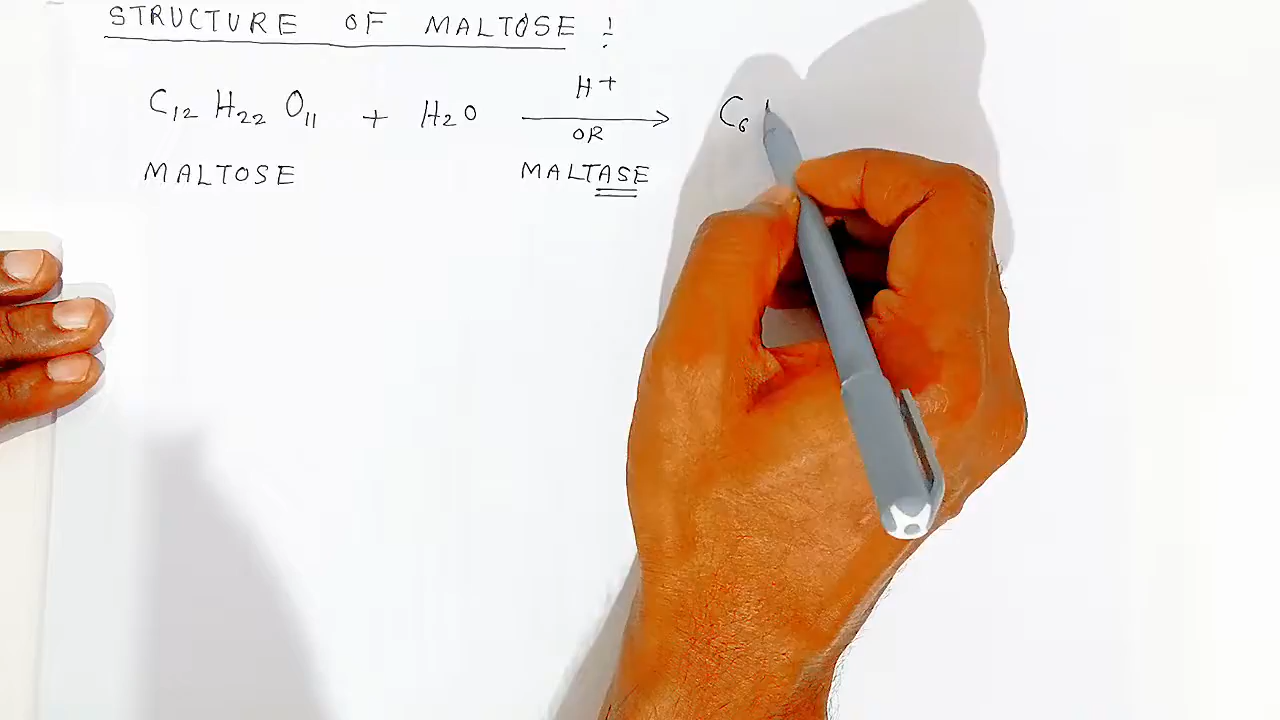 STRUCTURE OF MALTOSE :
H+
C12 H22 O11 + H2O → C6
OR
MALTOSE MALTASE